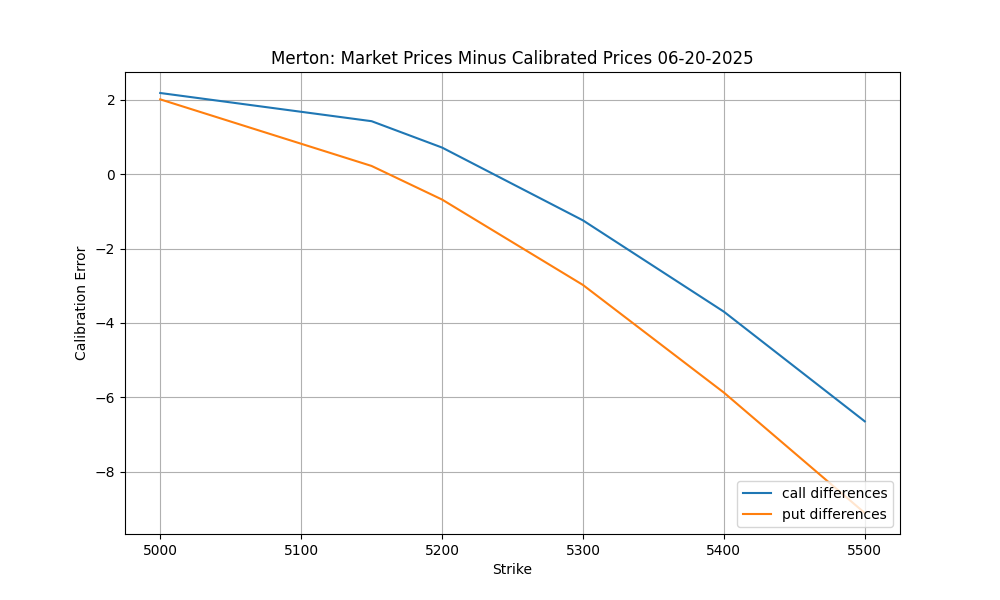 Merton: Market Prices Minus Calibrated Prices 06-20-2025
Calibration Error
2
0
−2
−4
−6
−8
call differences
put differences
5000 5100 5200 5300 5400 5500
Strike